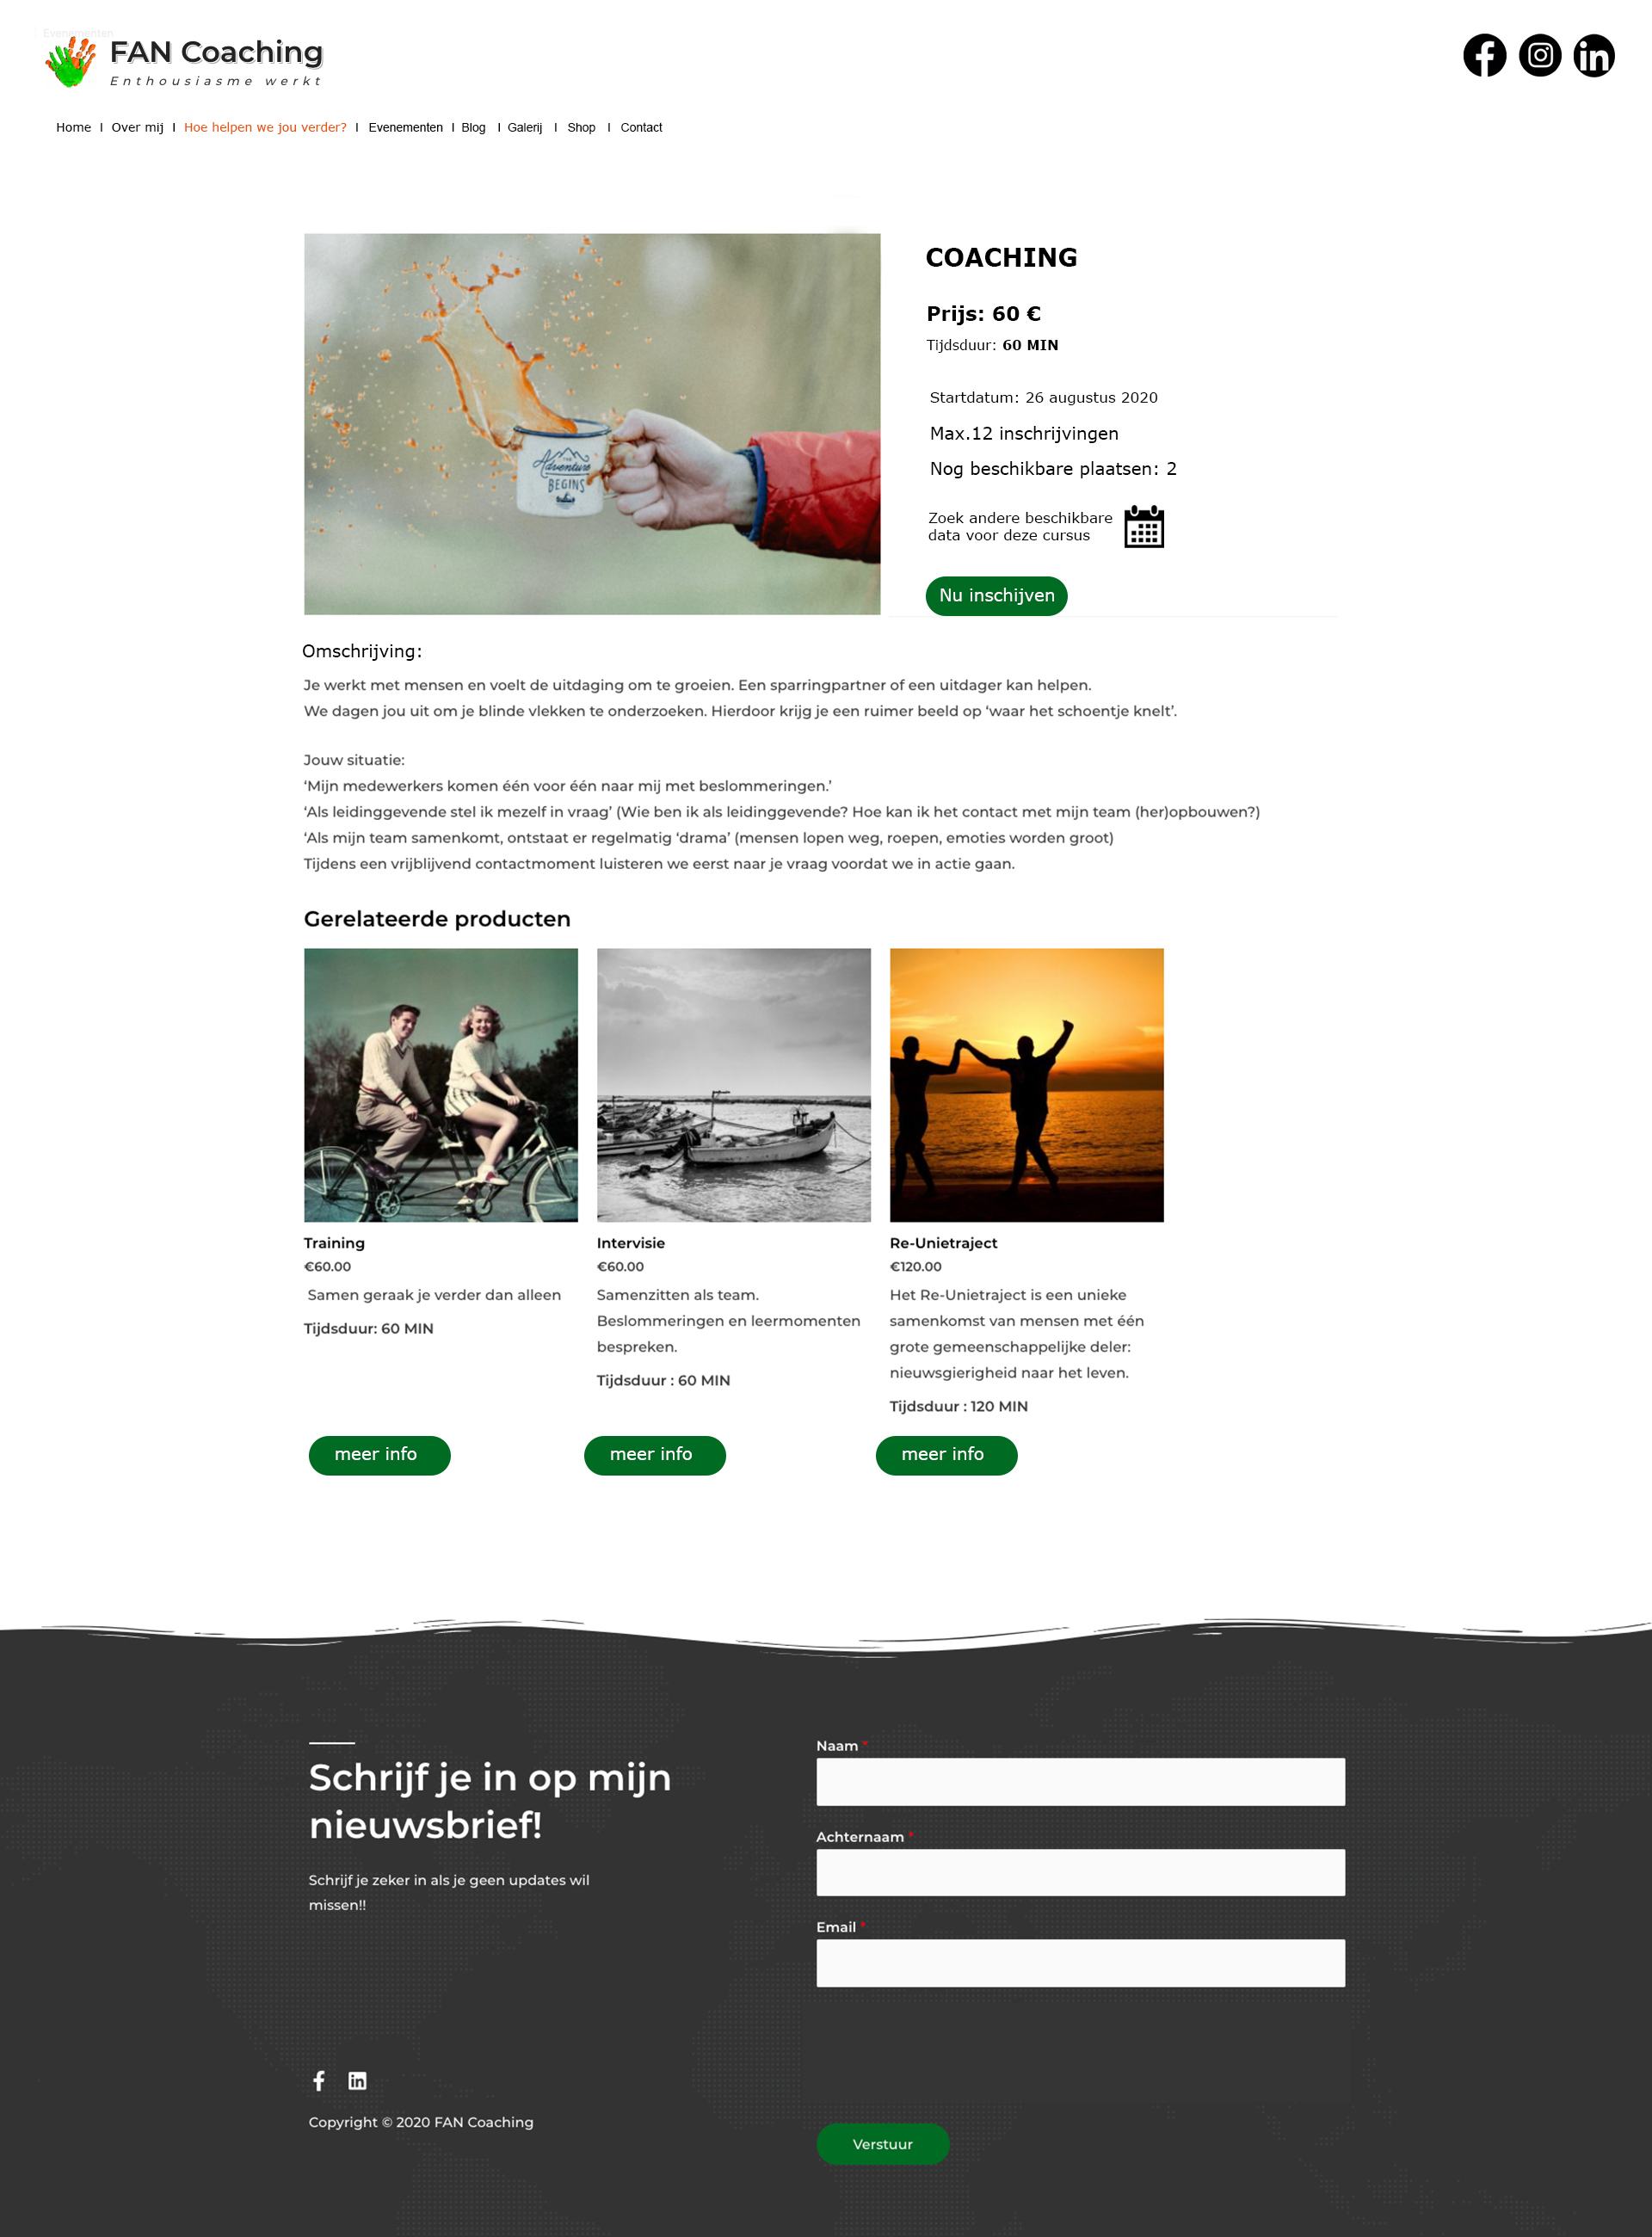 Evenementen
FAN Coaching
Enthousiasme werkt
Home I Over mij I Hoe helpen we jou verder? I Evenementen I Blog I Galerij I Shop I Contact
COACHING
Prijs: 60 €
Tijdsduur: 60 MIN
Startdatum: 26 augustus 2020
Max.12 inschrijvingen
Nog beschikbare plaatsen: 2
Zoek andere beschikbare
data voor deze cursus
Nu inschijven
THE
Adventure
BEGINS
Omschrijving:
Je werkt met mensen en voelt de uitdaging om te groeien. Een sparringpartner of een uitdager kan helpen.
We dagen jou uit om je blinde vlekken te onderzoeken. Hierdoor krijg je een ruimer beeld op ‘waar het schoentje knelt’.
Jouw situatie:
‘Mijn medewerkers komen één voor één naar mij met beslommeringen.’
‘Als leidinggevende stel ik mezelf in vraag’ (Wie ben ik als leidinggevende? Hoe kan ik het contact met mijn team (her)opbouwen?)
‘Als mijn team samenkomt, ontstaat er regelmatig ‘drama’ (mensen lopen weg, roepen, emoties worden groot)
Tijdens een vrijblijvend contactmoment luisteren we eerst naar je vraag voordat we in actie gaan.
Gerelateerde producten
Training
€60.00
Samen geraak je verder dan alleen
Tijdsduur: 60 MIN
meer info
Intervisie
€60.00
Samenzitten als team.
Beslommeringen en leermomenten
bespreken.
Tijdsduur : 60 MIN
meer info
Re-Unietraject
€120.00
Het Re-Unietraject is een unieke
samenkomst van mensen met één
grote gemeenschappelijke deler:
nieuwsgierigheid naar het leven.
Tijdsduur : 120 MIN
meer info
Schrijf je in op mijn
nieuwsbrief!
Schrijf je zeker in als je geen updates wil
missen!!
Copyright © 2020 FAN Coaching
Naam *
Achternaam *
Email *
Verstuur